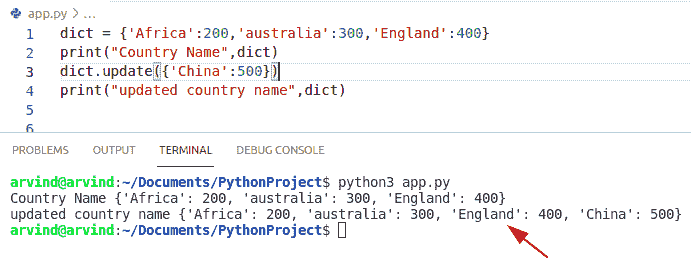 app.py > ...
1 dict = {'Africa':200,'australia':300,'England':400}
2 print("Country Name",dict)
3 dict.update({'China':500})
4 print("updated country name",dict)
5
6
PROBLEMS OUTPUT TERMINAL DEBUG CONSOLE
arvind@arvind:~/Documents/PythonProject$ python3 app.py
Country Name {'Africa': 200, 'australia': 300, 'England': 400}
updated country name {'Africa': 200, 'australia': 300, 'England': 400, 'China': 500}
arvind@arvind:~/Documents/PythonProject$